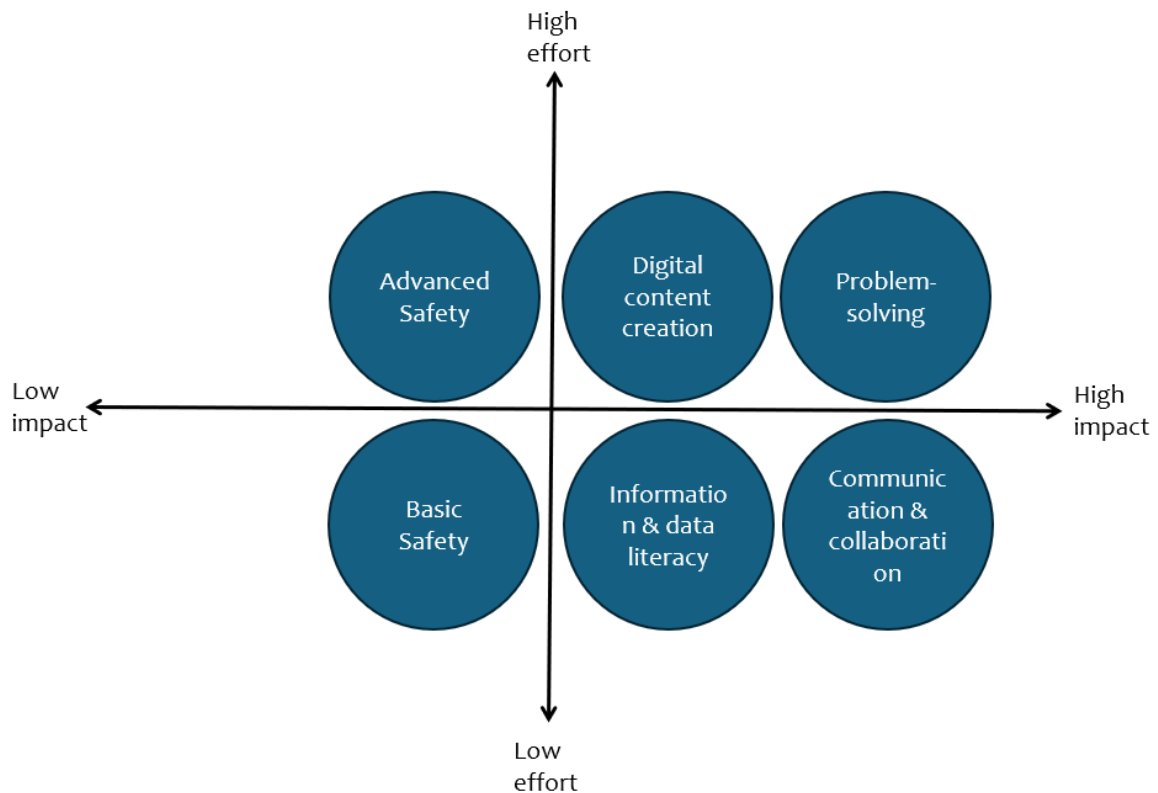 High
effort
Advanced
Safety
Digital
content
creation
Problem-
solving
Low
impact
High
impact
Basic
Safety
Informatio
n & data
literacy
Communic
ation &
collaborati
on
Low
effort